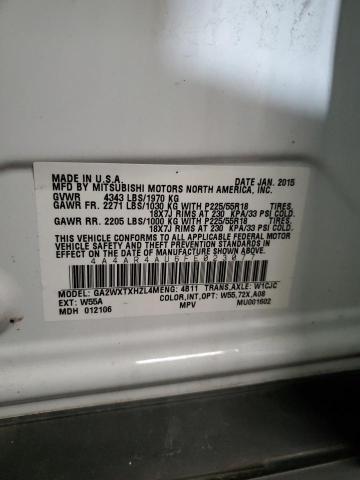 MADE IN U.S.A. DATE JAN. 2015
MFD BY MITSUBISHI MOTORS NORTH AMERICA, INC.
GVWR 4343 LBS/1970 KG
GAWR FR. 2271 LBS/1030 KG WITH P225/55R18 TIRES,
18X7J RIMS AT 230 KPA/33 PSI COLD.
GAWR RR. 2205 LBS/1000 KG WITH P225/55R18 TIRES,
18X7J RIMS AT 230 KPA/33 PSI COLD.
THIS VEHICLE CONFORMS TO ALL APPLICABLE FEDERAL MOTOR
VEHICLE SAFETY AND THEFT PREVENTION STANDARDS IN EFFECT
ON THE DATE OF MANUFACTURE SHOWN ABOVE.
MODEL: GA2WXTXHZL4M ENG: 4B11 TRANS,AXLE: W1CJC
EXT: W55A COLOR,INT,OPT: W55,72X,A08
MDH 012106 MPV MU001602